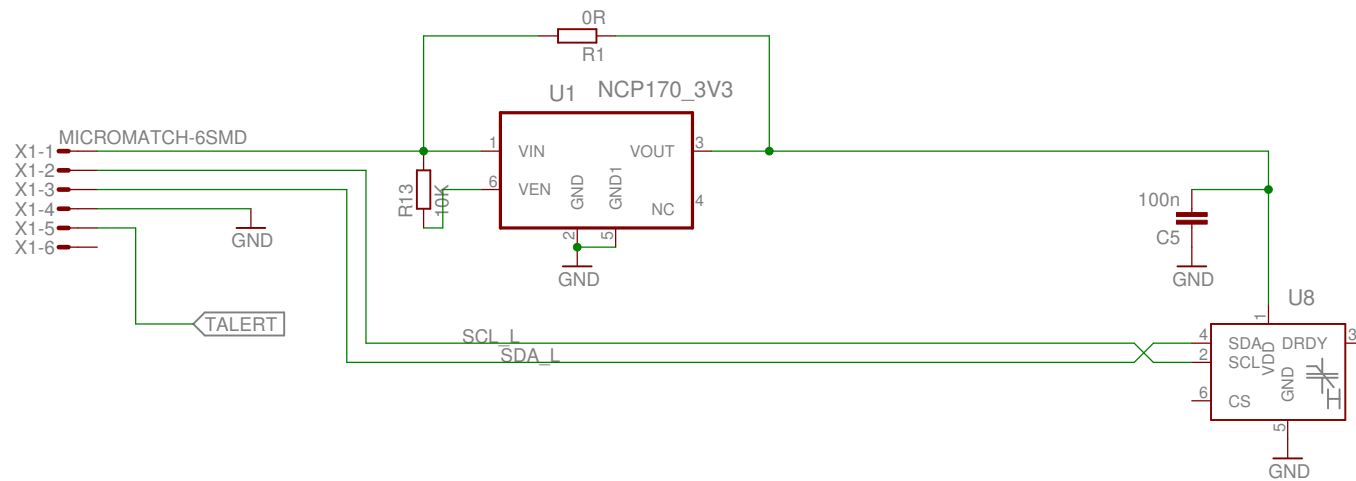 0R
R1
U1 NCP170_3V3
MICROMATCH-6SMD
X1-1
X1-2
X1-3
X1-4
X1-5
X1-6
GND
TALERT
R13
10K
1 VIN
6 VEN
VOUT 3
GND
GND1
NC 4
2
5
GND
100n
C5
GND
SCL_L
SDA_L
U8
1
4 SDA DRDY 3
2 SCL
VDD
GND
6 CS
H
5
GND